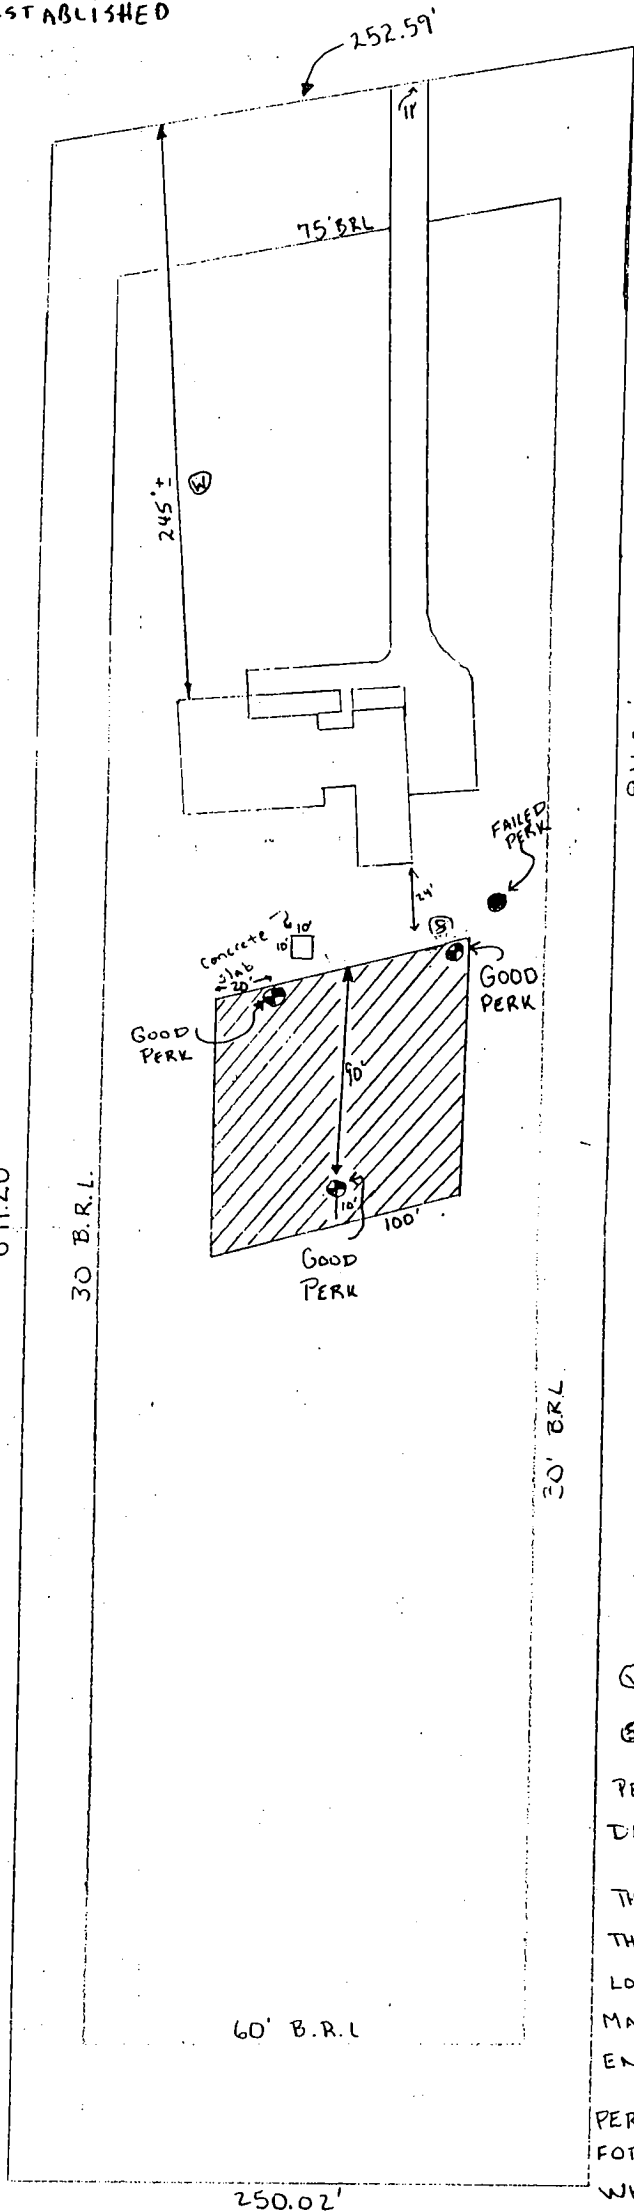 ESTABLISHED
252.59'
11'
75' BRL
245'±
W
FAILED
PERK
24'
S
Concrete
slab
10'
10'
20'
GOOD
PERK
GOOD
PERK
90'
10'
100'
GOOD
PERK
30 B.R.L.
30' B.R.L
60' B.R.L
250.02'